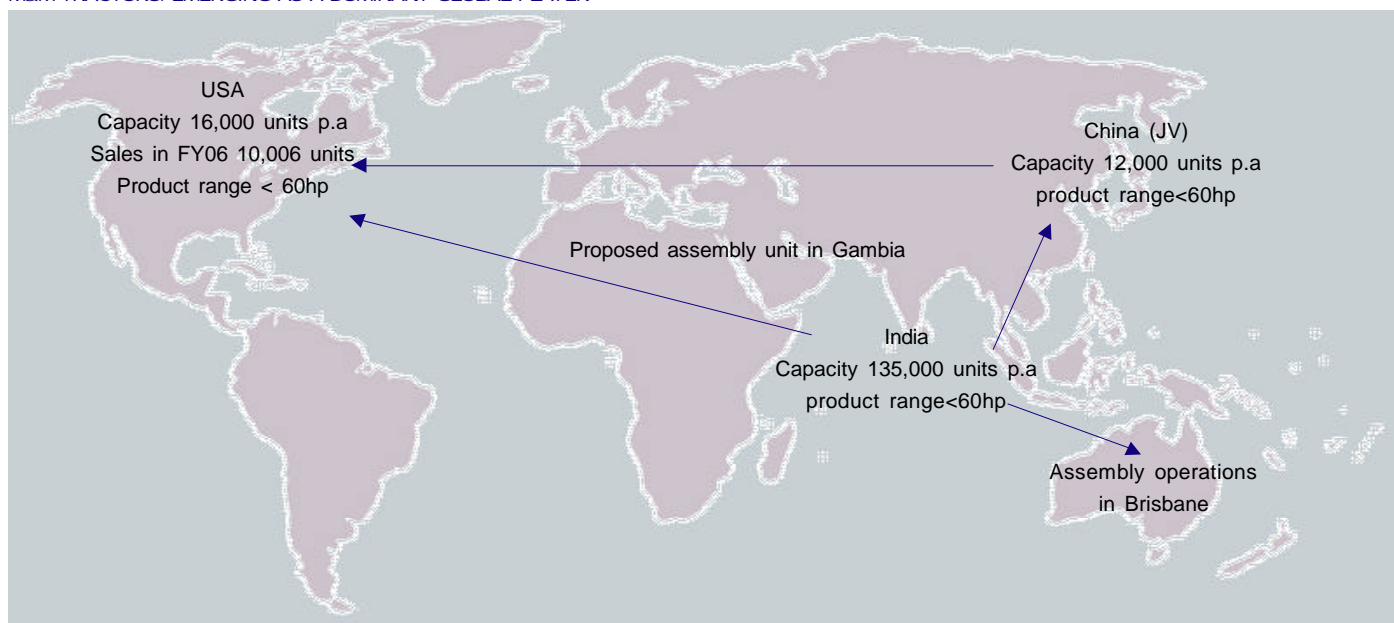 USA
Capacity 16,000 units p.a
Sales in FY06 10,006 units
Product range < 60hp
China (JV)
Capacity 12,000 units p.a
product range<60hp
Proposed assembly unit in Gambia
India
Capacity 135,000 units p.a
product range<60hp
Assembly operations
in Brisbane